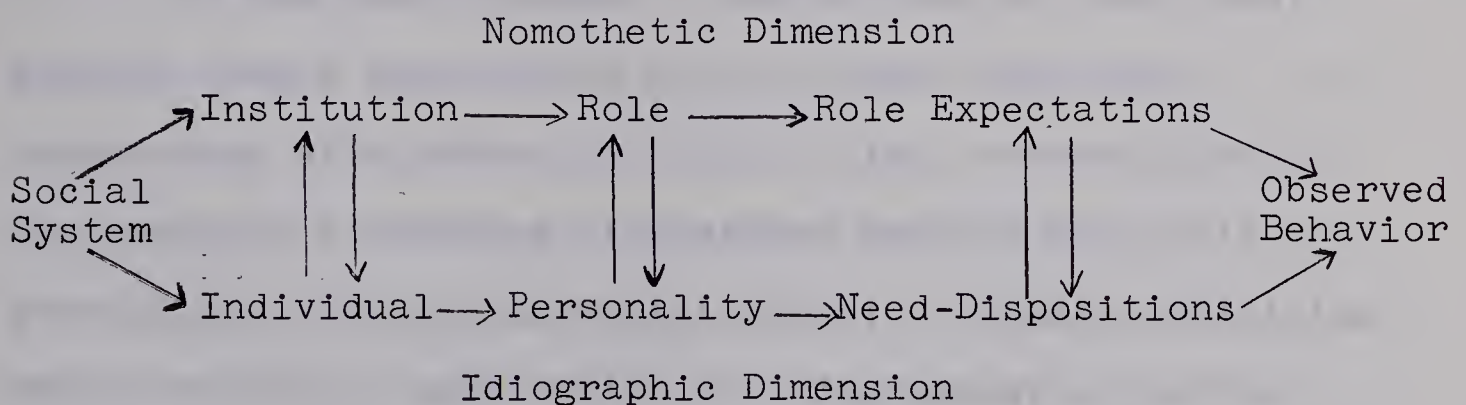 Nomothetic Dimension
Institution Role Role Expectations
Social
System
Observed
Behavior
Individual Personality Need-Dispositions
Idiographic Dimension